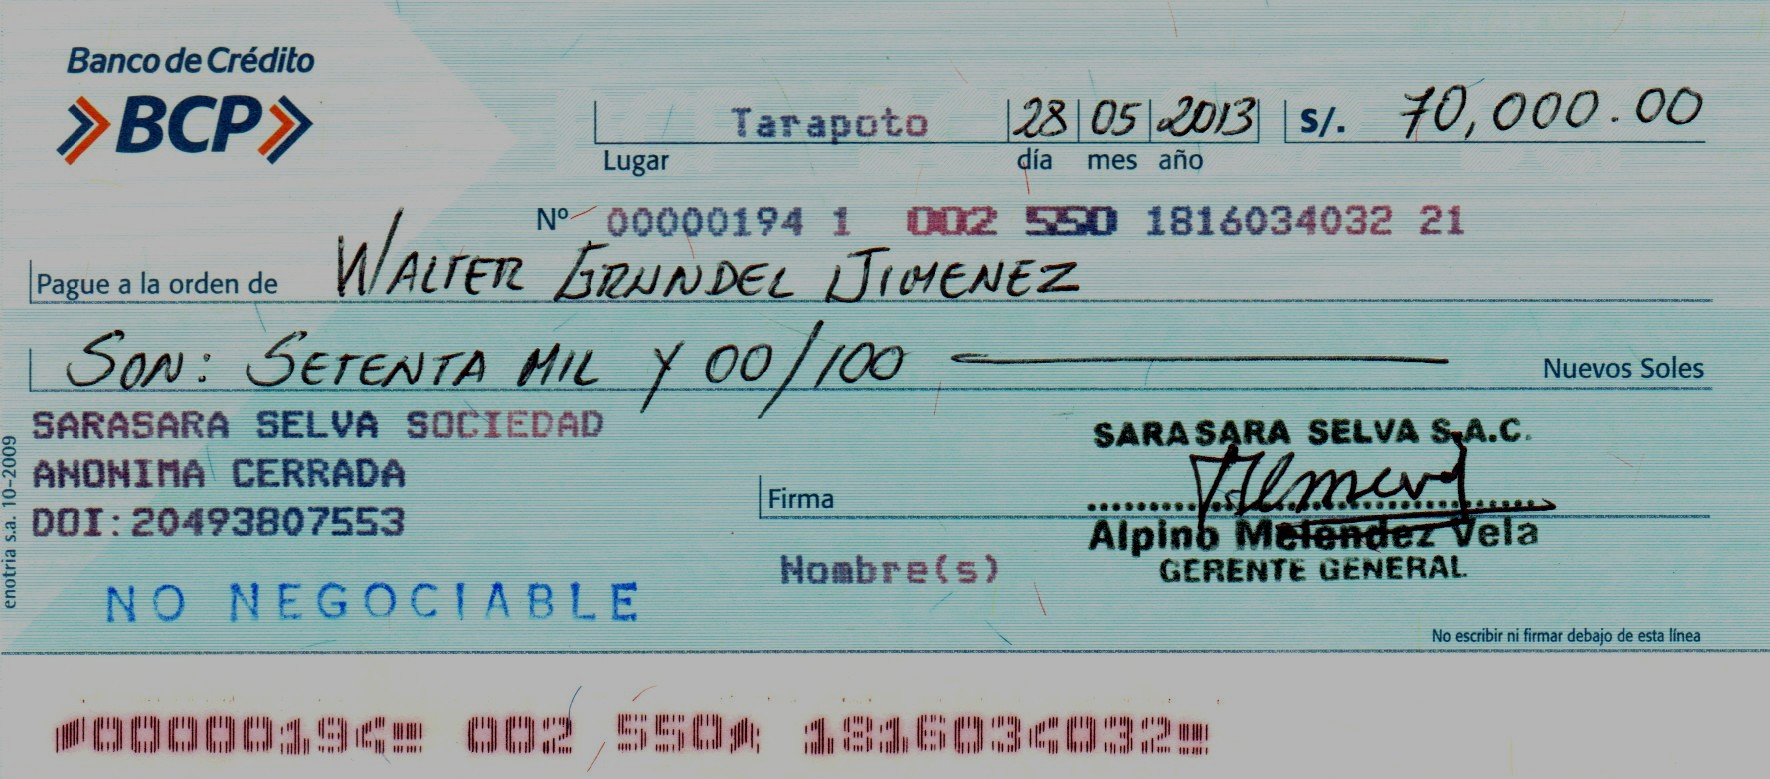 Banco de Crédito
BCP
Tarapoto 28 05 2013 S/. 70,000.00
Lugar día mes año
Nº 00000194 1 002 550 1816034032 21
Pague a la orden de WALTER GRUNDEL JIMENEZ
SON: SETENTA MIL Y 00/100 Nuevos Soles
SARASARA SELVA SOCIEDAD
ANONIMA CERRADA
DOI:20493807553
NO NEGOCIABLE
enotria s.a. 10-2009
SARASARA SELVA S.A.C.
Firma
Alpino Melendez Vela
Nombre(s)
GERENTE GENERAL
No escribir ni firmar debajo de esta línea
00000194 002 550 1816034032